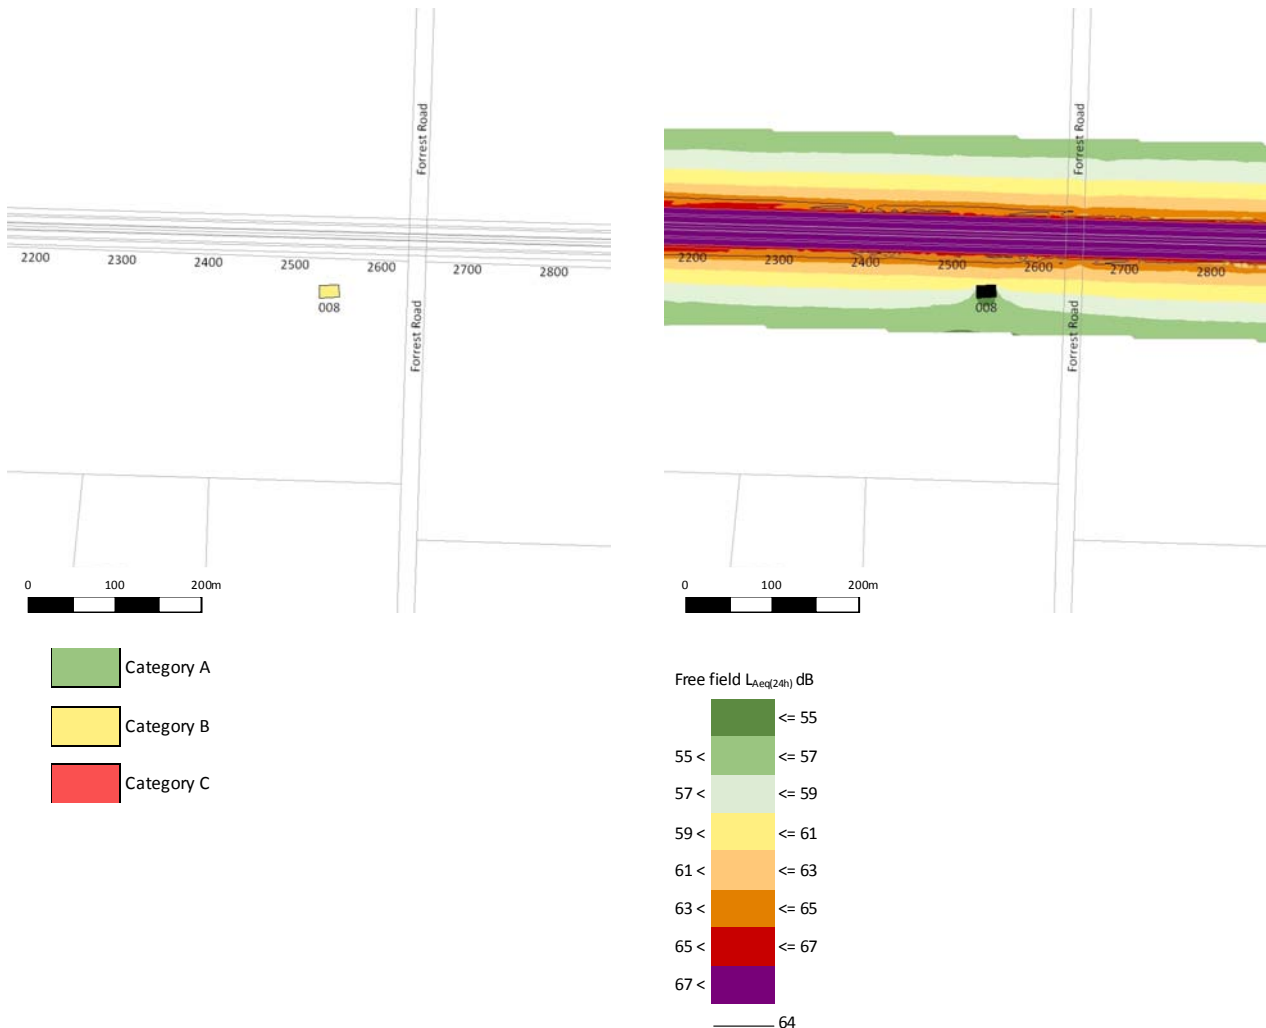 Forrest Road
2200 2300 2400 2500 2600 2700 2800
008
Forrest Road
0 100 200m
Category A
Category B
Category C
Forrest Road
2200 2300 2400 2500 2600 2700 2800
008
Forrest Road
0 100 200m
Free field LAeq(24h) dB
<= 55
55 < <= 57
57 < <= 59
59 < <= 61
61 < <= 63
63 < <= 65
65 < <= 67
67 <
64